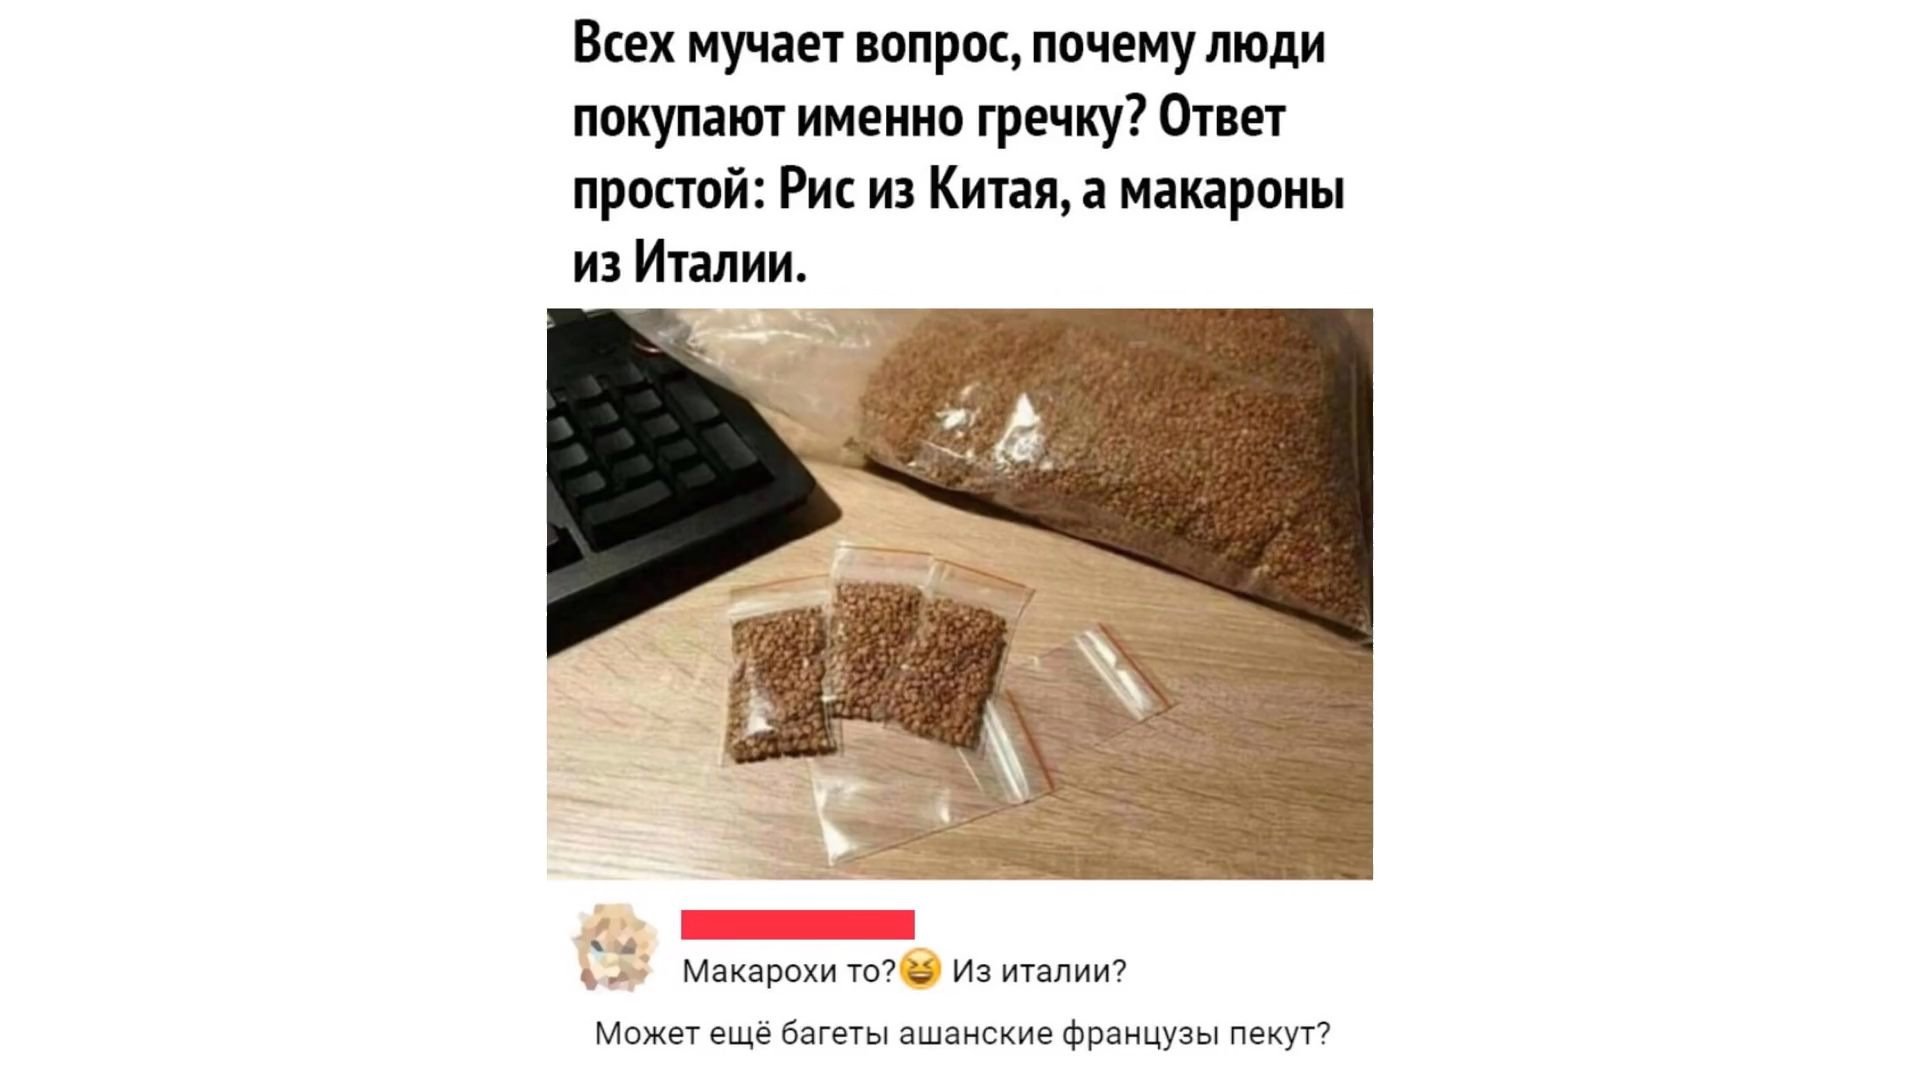 Всех мучает вопрос, почему люди
покупают именно гречку? Ответ
простой: Рис из Китая, а макароны
из Италии.
Макарохи то?😆 Из италии?
Может ещё багеты ашанские французы пекут?